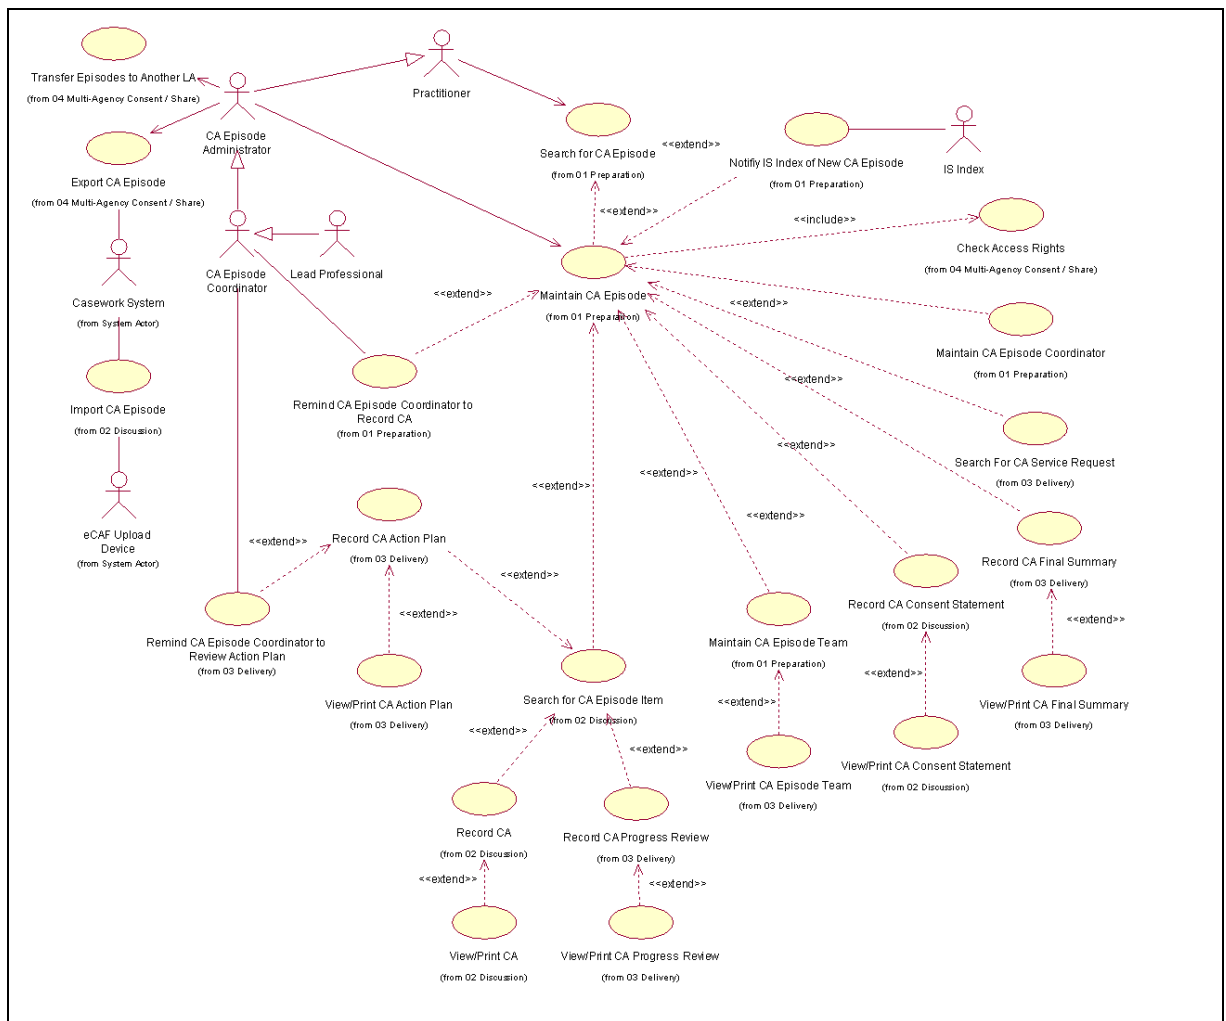 Practitioner
Transfer Episodes to Another LA
(from 04 Multi-Agency Consent / Share)
CA Episode
Administrator
Search for CA Episode
(from 01 Preparation)
<<extend>>
Notifiy IS Index of New CA Episode
(from 01 Preparation)
IS Index
Export CA Episode
(from 04 Multi-Agency Consent / Share)
<<extend>>
<<include>>
Check Access Rights
(from 04 Multi-Agency Consent / Share)
CA Episode
Coordinator
Lead Professional
Casework System
(from System Actor)
<<extend>>
Maintain CA Episode
(from 01 Preparation)
<<extend>>
Maintain CA Episode Coordinator
(from 01 Preparation)
Remind CA Episode Coordinator to
Record CA
(from 01 Preparation)
<<extend>>
Import CA Episode
(from 02 Discussion)
<<extend>>
Search For CA Service Request
(from 03 Delivery)
<<extend>>
<<extend>>
<<extend>>
eCAF Upload
Device
(from System Actor)
<<extend>>
Record CA Action Plan
(from 03 Delivery)
<<extend>>
Record CA Final Summary
(from 03 Delivery)
Record CA Consent Statement
(from 02 Discussion)
<<extend>>
<<extend>>
Remind CA Episode Coordinator to
Review Action Plan
(from 03 Delivery)
Maintain CA Episode Team
(from 01 Preparation)
<<extend>>
View/Print CA Action Plan
(from 03 Delivery)
Search for CA Episode Item
(from 02 Discussion)
<<extend>>
View/Print CA Final Summary
(from 03 Delivery)
<<extend>>
<<extend>>
View/Print CA Episode Team
(from 03 Delivery)
View/Print CA Consent Statement
(from 02 Discussion)
Record CA
(from 02 Discussion)
Record CA Progress Review
(from 03 Delivery)
<<extend>>
<<extend>>
View/Print CA
(from 02 Discussion)
View/Print CA Progress Review
(from 03 Delivery)